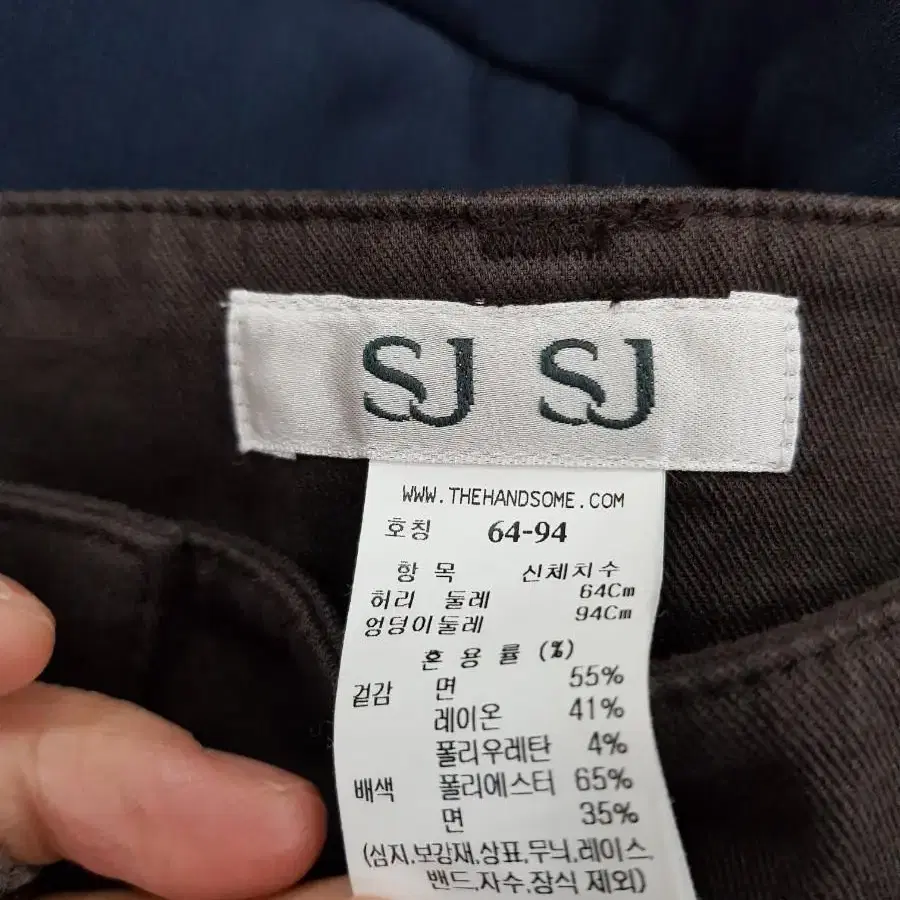 SJ SJ
WWW.THEHANDSOME.COM
호칭 64-94
항목 신체치수
허리 둘레 64Cm
엉덩이둘레 94Cm
혼용률 (%)
겉감 면 55%
레이온 41%
폴리우레탄 4%
배색 폴리에스터 65%
면 35%
(심지,보강재,상표,무늬,레이스,
밴드,자수,장식 제외)